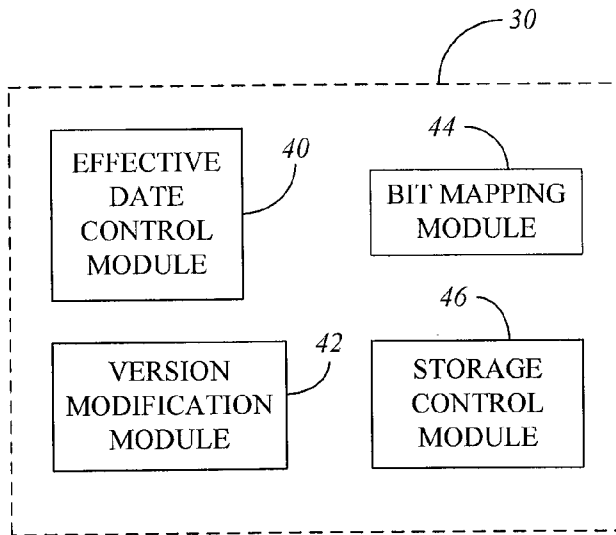 30
EFFECTIVE
DATE
CONTROL
MODULE
40
44
BIT MAPPING
MODULE
VERSION
MODIFICATION
MODULE
42
46
STORAGE
CONTROL
MODULE